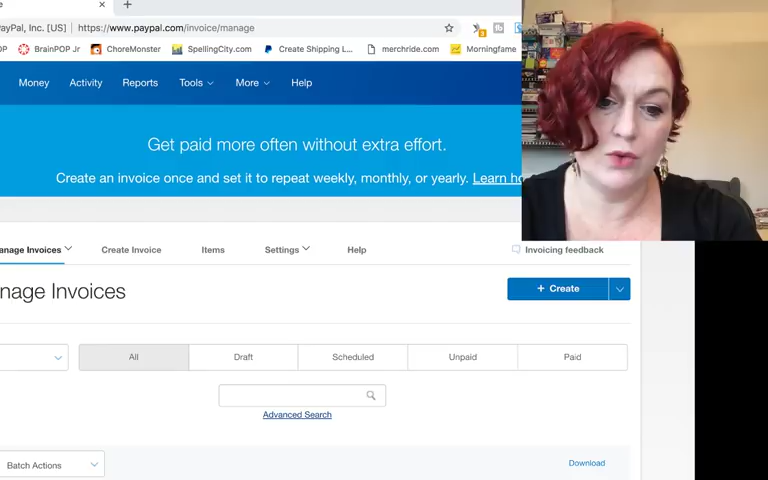 PayPal, Inc. [US] https://www.paypal.com/invoice/manage
BrainPOP Jr ChoreMonster SpellingCity.com Create Shipping L... merchride.com Morningfame
Money Activity Reports Tools More Help
Get paid more often without extra effort.
Create an invoice once and set it to repeat weekly, monthly, or yearly. Learn
anage Invoices Create Invoice Items Settings Help Invoicing feedback
nage Invoices
+ Create
All Draft Scheduled Unpaid Paid
Advanced Search
Batch Actions Download